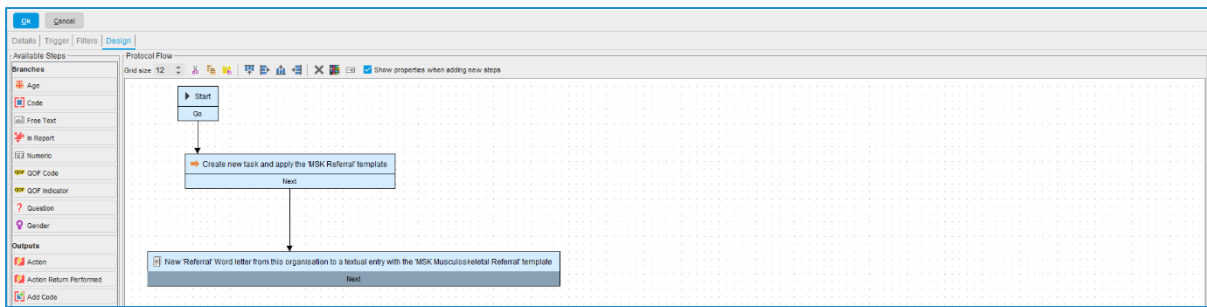 Ok Cancel
Details Trigger Filters Design
Available Steps
Branches
Age
Code
Free Text
In Report
Numeric
QOF Code
QOF Indicator
Question
Gender
Outputs
Action
Action Return Performed
Add Code
Protocol Flow
Grid size 12 Show properties when adding new steps
Start
Go
Create new task and apply the 'MSK Referral' template
Next
New 'Referral' Word letter from this organisation to a textual entry with the 'MSK Musculoskeletal Referral' template
Next